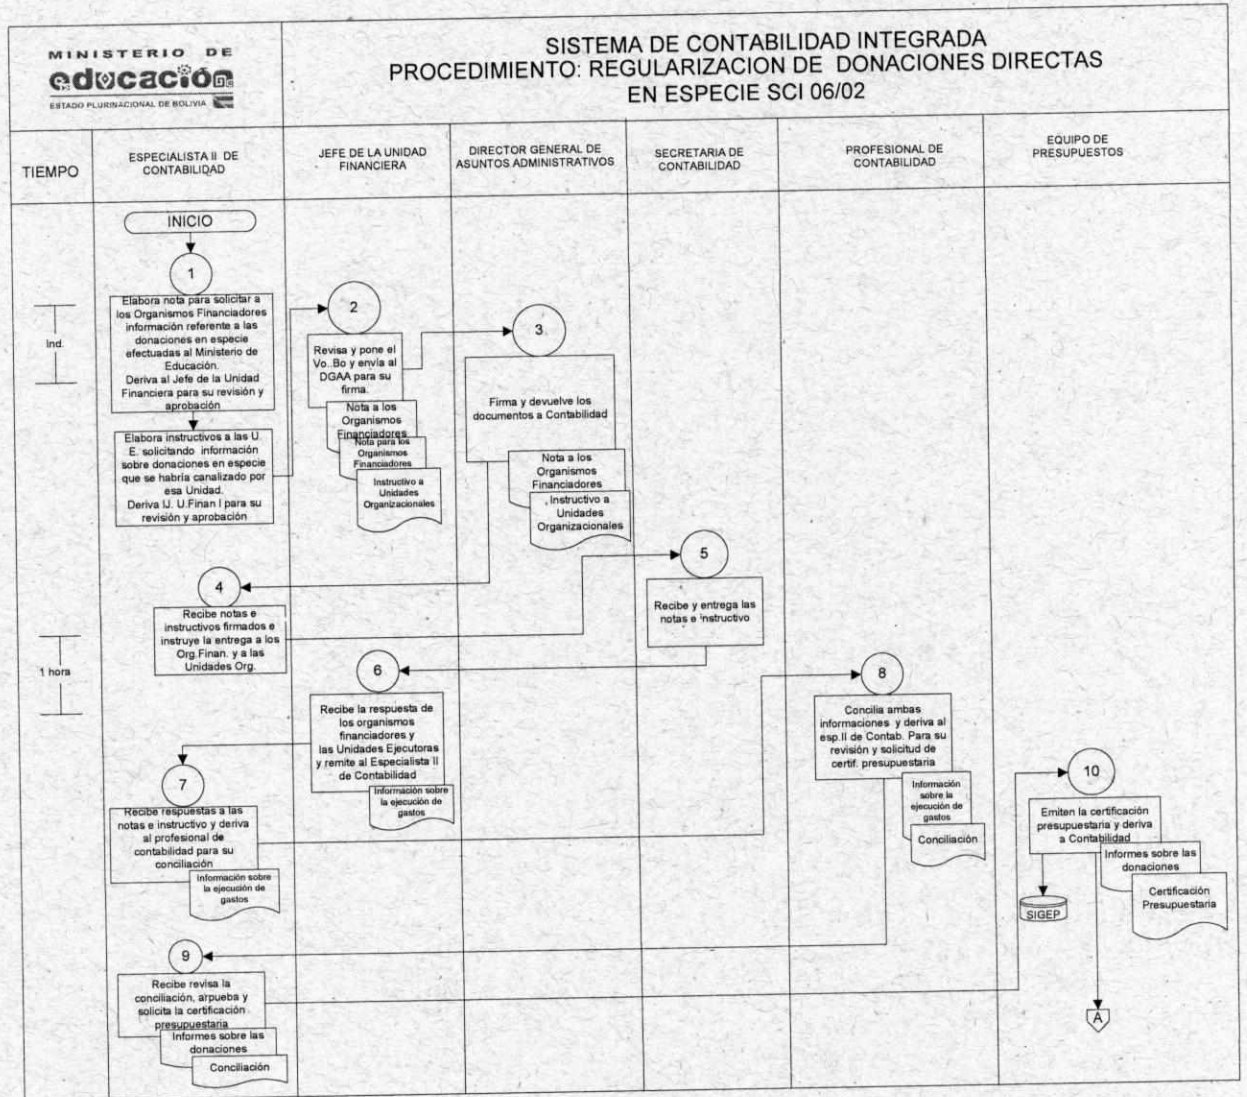 MINISTERIO DE
educación
ESTADO PLURINACIONAL DE BOLIVIA
SISTEMA DE CONTABILIDAD INTEGRADA
PROCEDIMIENTO: REGULARIZACION DE DONACIONES DIRECTAS
EN ESPECIE SCI 06/02
TIEMPO
ESPECIALISTA II DE
CONTABILIDAD
JEFE DE LA UNIDAD
FINANCIERA
DIRECTOR GENERAL DE
ASUNTOS ADMINISTRATIVOS
SECRETARIA DE
CONTABILIDAD
PROFESIONAL DE
CONTABILIDAD
EQUIPO DE
PRESUPUESTOS
INICIO
1
Elabora nota para solicitar a
los Organismos Financiadores
información referente a las
donaciones en especie
efectuadas al Ministerio de
Educación.
Deriva al Jefe de la Unidad
Financiera para su revisión y
aprobación
Ind.
Elabora instructivos a las U.
E. solicitando información
sobre donaciones en especie
que se habría canalizado por
esa Unidad.
Deriva IJ. U.Finan I para su
revisión y aprobación
2
Revisa y pone el
Vo..Bo y envía al
DGAA para su
firma.
Nota a los
Organismos
Financiadores
Nota para los
Organismos
Financiadores
Instructivo a
Unidades
Organizacionales
3
Firma y devuelve los
documentos a Contabilidad
Nota a los
Organismos
Financiadores
Instructivo a
Unidades
Organizacionales
4
Recibe notas e
instructivos firmados e
instruye la entrega a los
Org.Finan. y a las
Unidades Org.
5
Recibe y entrega las
notas e instructivo
1 hora
6
Recibe la respuesta de
los organismos
financiadores y
las Unidades Ejecutoras
y remite al Especialista II
de Contabilidad
Información sobre
la ejecución de
gastos
7
Recibe respuestas a las
notas e instructivo y deriva
al profesional de
contabilidad para su
conciliación
Información sobre
la ejecución de
gastos
8
Concilia ambas
informaciones y deriva al
esp.II de Contab. Para su
revisión y solicitud de
certif. presupuestaria
Información
sobre la
ejecución de
gastos
Conciliación
9
Recibe revisa la
conciliación, arpueba y
solicita la certificación
presupuestaria
Informes sobre las
donaciones
Conciliación
10
Emiten la certificación
presupuestaria y deriva
a Contabilidad
Informes sobre las
donaciones
Certificación
Presupuestaria
SIGEP
A